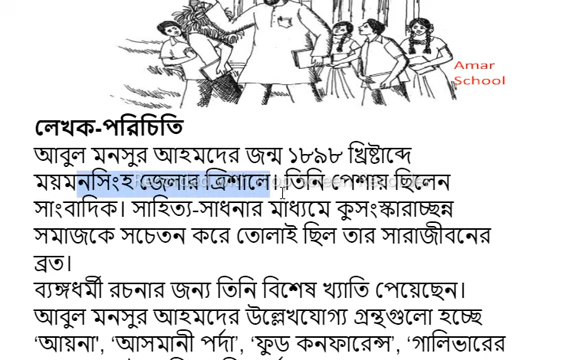 Amar
School
লেখক-পরিচিতি
আবুল মনসুর আহমদের জন্ম ১৮৯৮ খ্রিষ্টাব্দে
ময়মনসিংহ জেলার ত্রিশালে। তিনি পেশায় ছিলেন
সাংবাদিক। সাহিত্য-সাধনার মাধ্যমে কুসংস্কারাচ্ছন্ন
সমাজকে সচেতন করে তোলাই ছিল তার সারাজীবনের
ব্রত।
ব্যঙ্গধর্মী রচনার জন্য তিনি বিশেষ খ্যাতি পেয়েছেন।
আবুল মনসুর আহমদের উল্লেখযোগ্য গ্রন্থগুলো হচ্ছে
‘আয়না', ‘আসমানী পর্দা’, ‘ফুড কনফারেন্স’, ‘গালিভারের